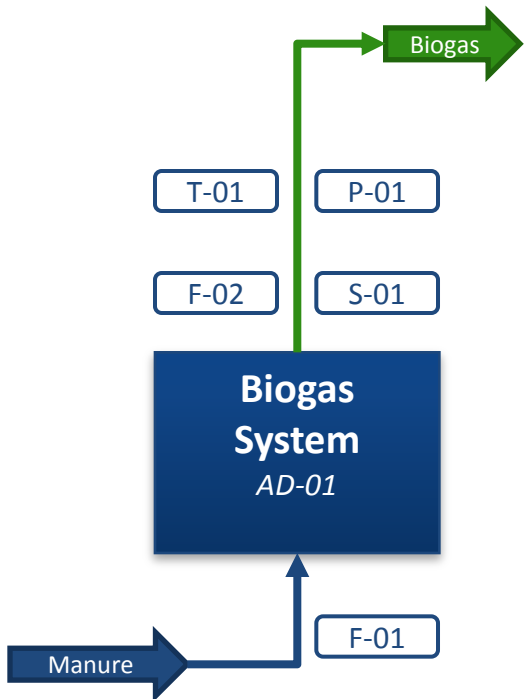 Biogas
T-01
P-01
F-02
S-01
Biogas
System
AD-01
F-01
Manure